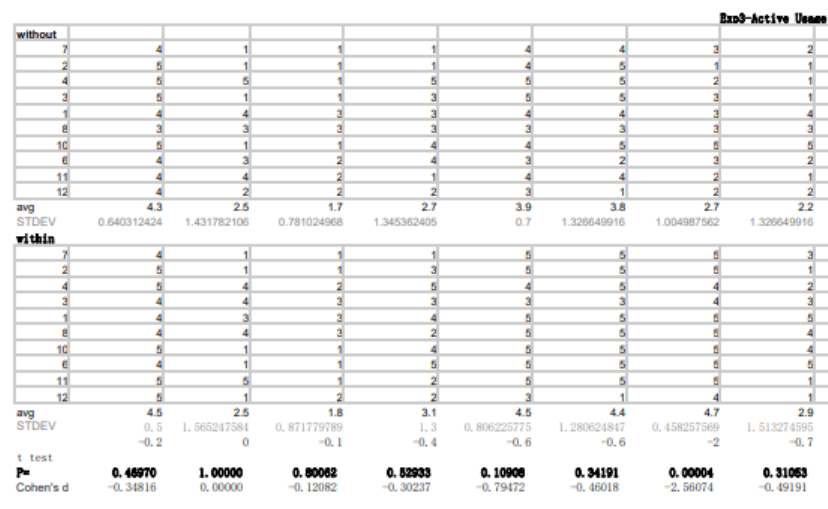 Exp3-Active Usage
without
7 4 1 1 1 4 4 3 2
2 5 1 1 1 4 5 1 1
4 5 5 1 5 5 5 2 1
3 5 1 1 3 5 5 3 1
1 4 4 3 3 4 4 3 4
8 3 3 3 3 3 3 3 3
10 5 1 1 4 4 5 5 5
6 4 3 2 4 3 2 3 2
11 4 4 2 1 4 4 2 1
12 4 2 2 2 3 1 2 2
avg 4.3 2.5 1.7 2.7 3.9 3.8 2.7 2.2
STDEV 0.640312424 1.431782106 0.781024968 1.345362405 0.7 1.326649916 1.004987562 1.326649916
within
7 4 1 1 1 5 5 5 3
2 5 1 1 3 5 5 5 1
4 5 4 2 5 4 5 4 2
3 4 4 3 3 3 3 4 3
1 4 3 3 4 5 5 5 5
8 4 4 3 2 5 5 5 4
10 5 1 1 4 5 5 5 4
6 4 1 1 5 5 5 5 5
11 5 5 1 2 5 5 5 1
12 5 1 2 2 3 1 4 1
avg 4.5 2.5 1.8 3.1 4.5 4.4 4.7 2.9
STDEV 0.5 1.565247584 0.871779789 1.3 0.806225775 1.280624847 0.458257569 1.513274595
-0.2 0 -0.1 -0.4 -0.6 -0.6 -2 -0.7
t test
P= 0.46970 1.00000 0.80062 0.52933 0.10906 0.34191 0.00004 0.31053
Cohen's d -0.34816 0.00000 -0.12082 -0.30237 -0.79472 -0.46018 -2.56074 -0.49191